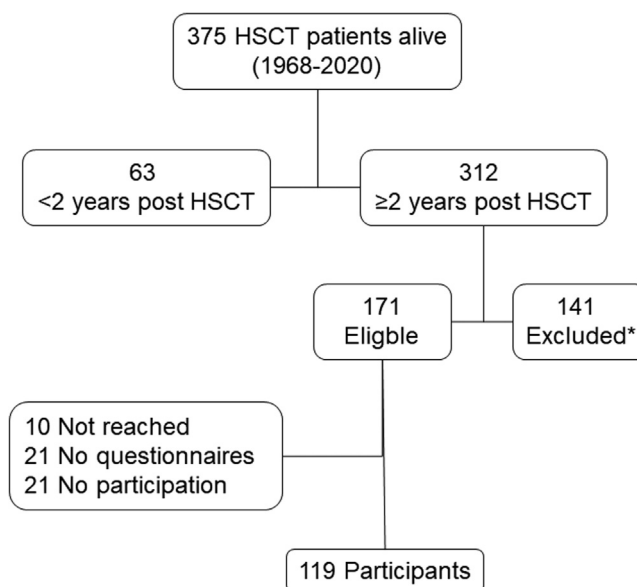 375 HSCT patients alive
(1968-2020)
63
<2 years post HSCT
312
≥2 years post HSCT
171
Eligble
141
Excluded*
10 Not reached
21 No questionnaires
21 No participation
119 Participants